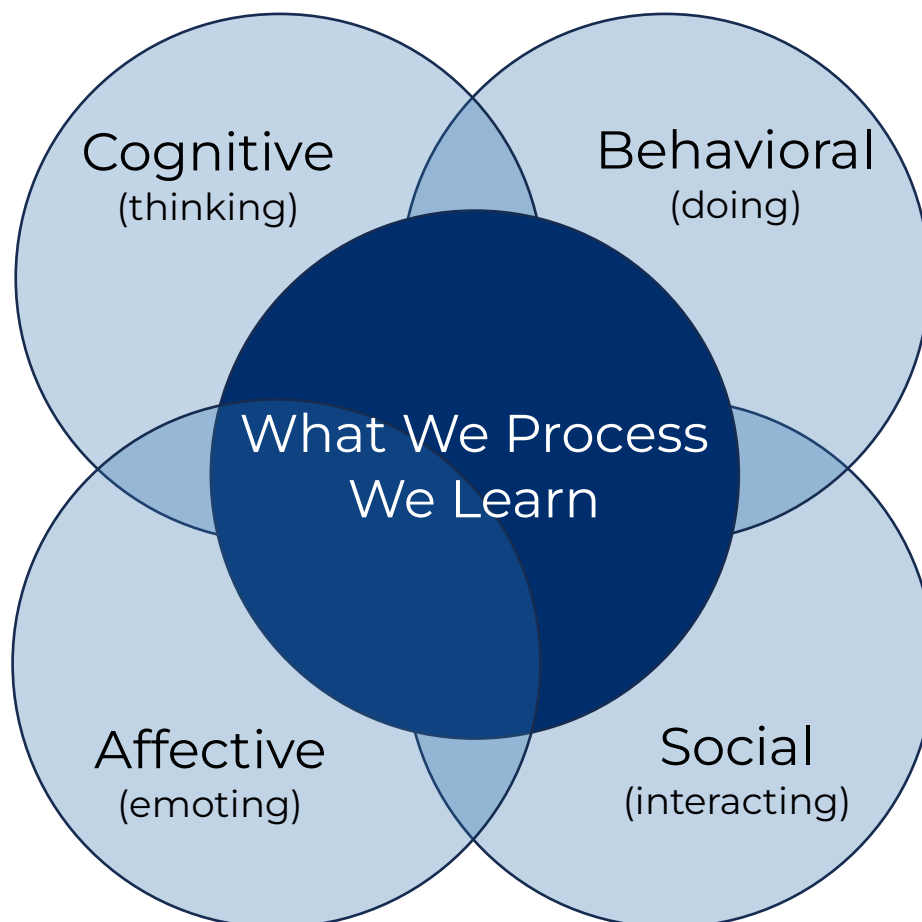 Cognitive
(thinking)
Behavioral
(doing)
What We Process
We Learn
Affective
(emoting)
Social
(interacting)